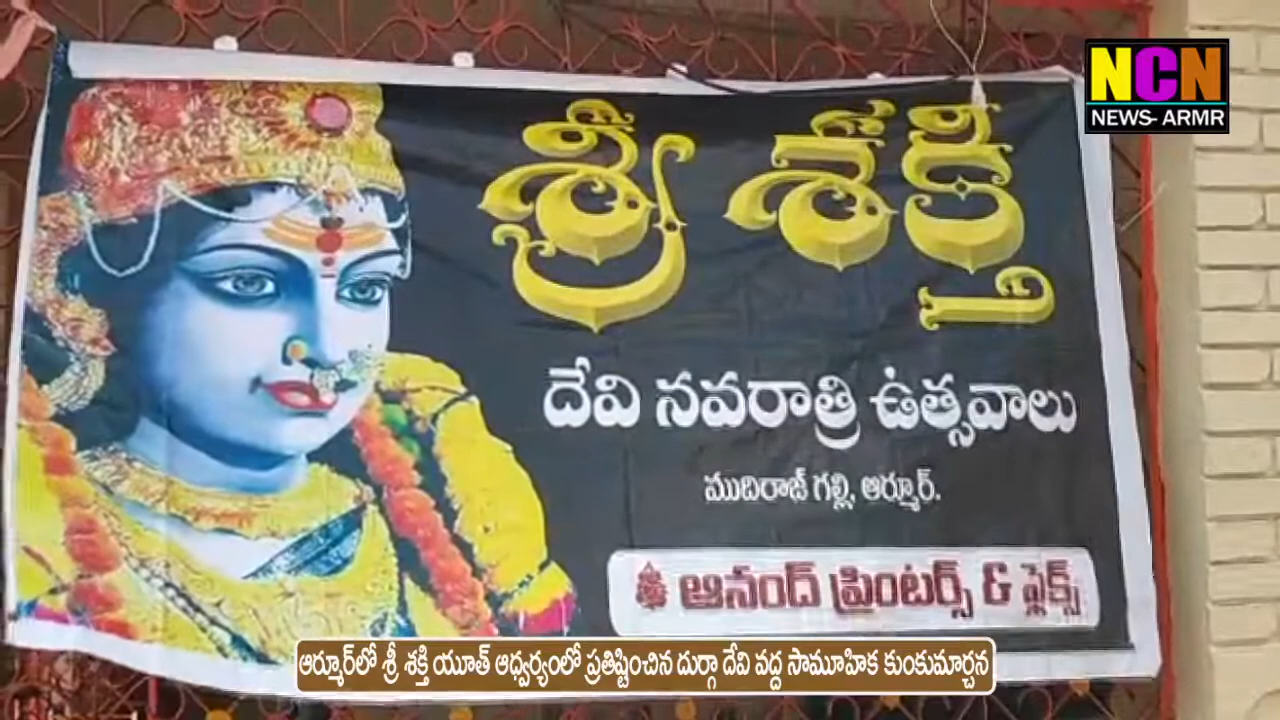 NCN
NEWS- ARMR
శ్రీ శక్తి
దేవి నవరాత్రి ఉత్సవాలు
ముదిరాజ్ గల్లి, ఆర్మూర్.
ఆనంద్ ప్రింటర్స్ & ఫ్లెక్స్
ఆర్మూర్‌లో శ్రీ శక్తి యూత్ ఆధ్వర్యంలో ప్రతిష్టించిన దుర్గా దేవి వద్ద సామూహిక కుంకుమార్చన